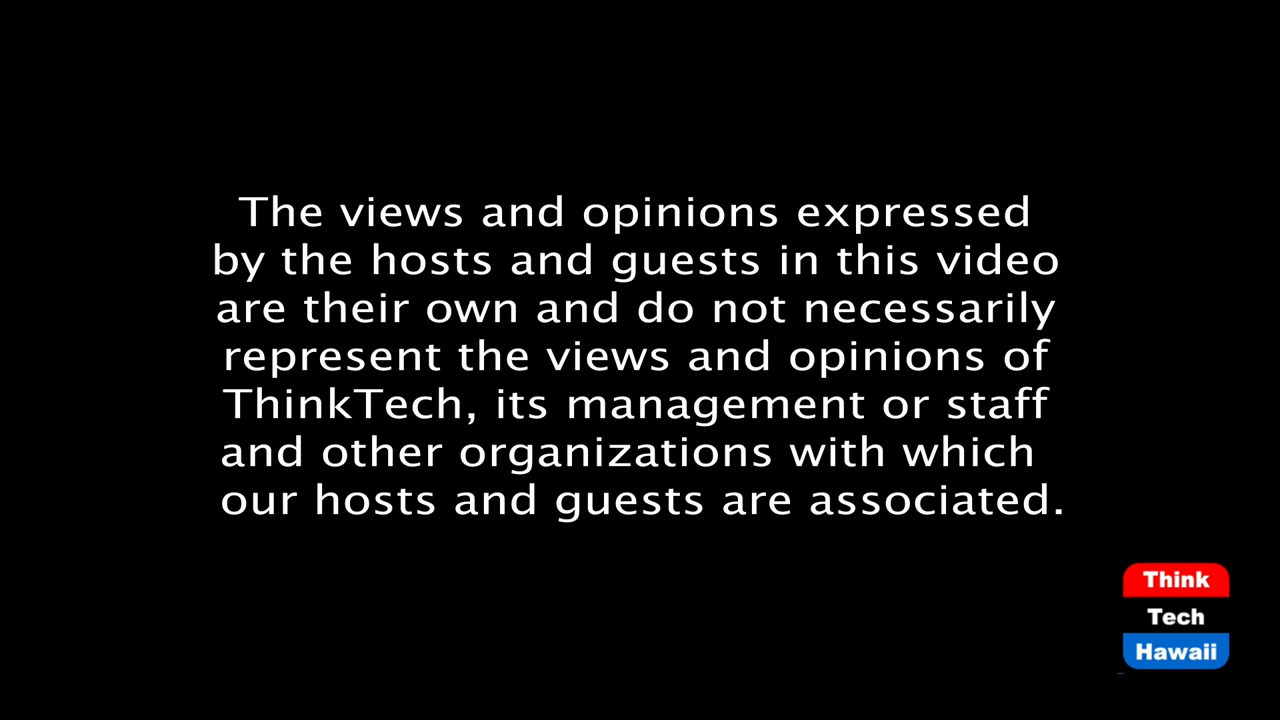 The views and opinions expressed
by the hosts and guests in this video
are their own and do not necessarily
represent the views and opinions of
ThinkTech, its management or staff
and other organizations with which
our hosts and guests are associated.
Think
Tech
Hawaii